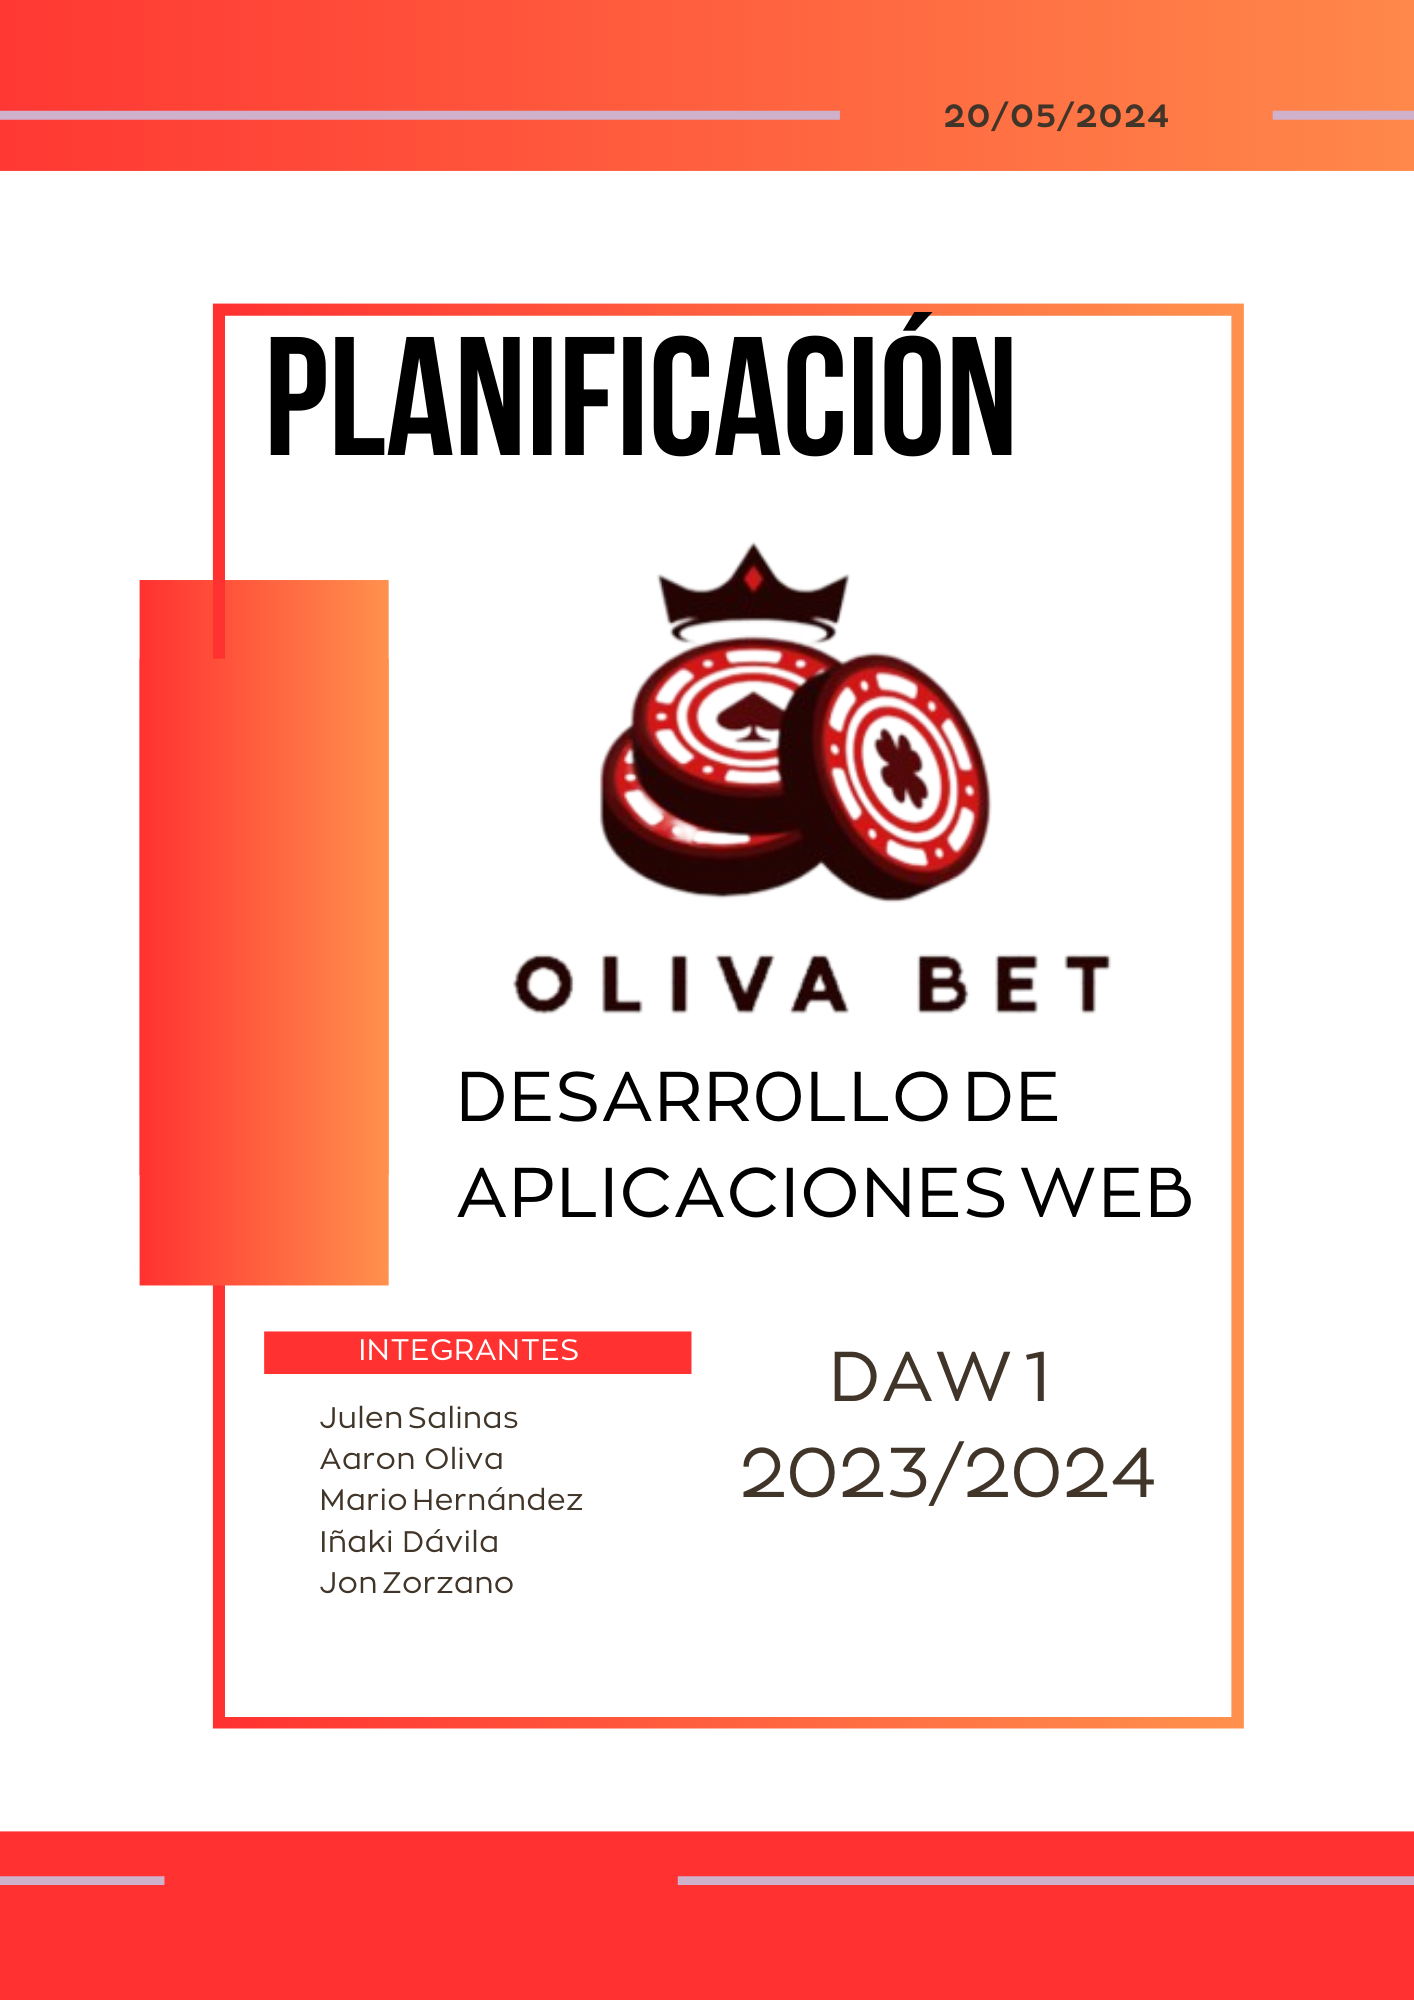 20/05/2024
PLANIFICACIÓN
OLIVA BET
DESARROLLO DE
APLICACIONES WEB
INTEGRANTES
Julen Salinas
Aaron Oliva
Mario Hernández
Iñaki Dávila
Jon Zorzano
DAW 1
2023/2024